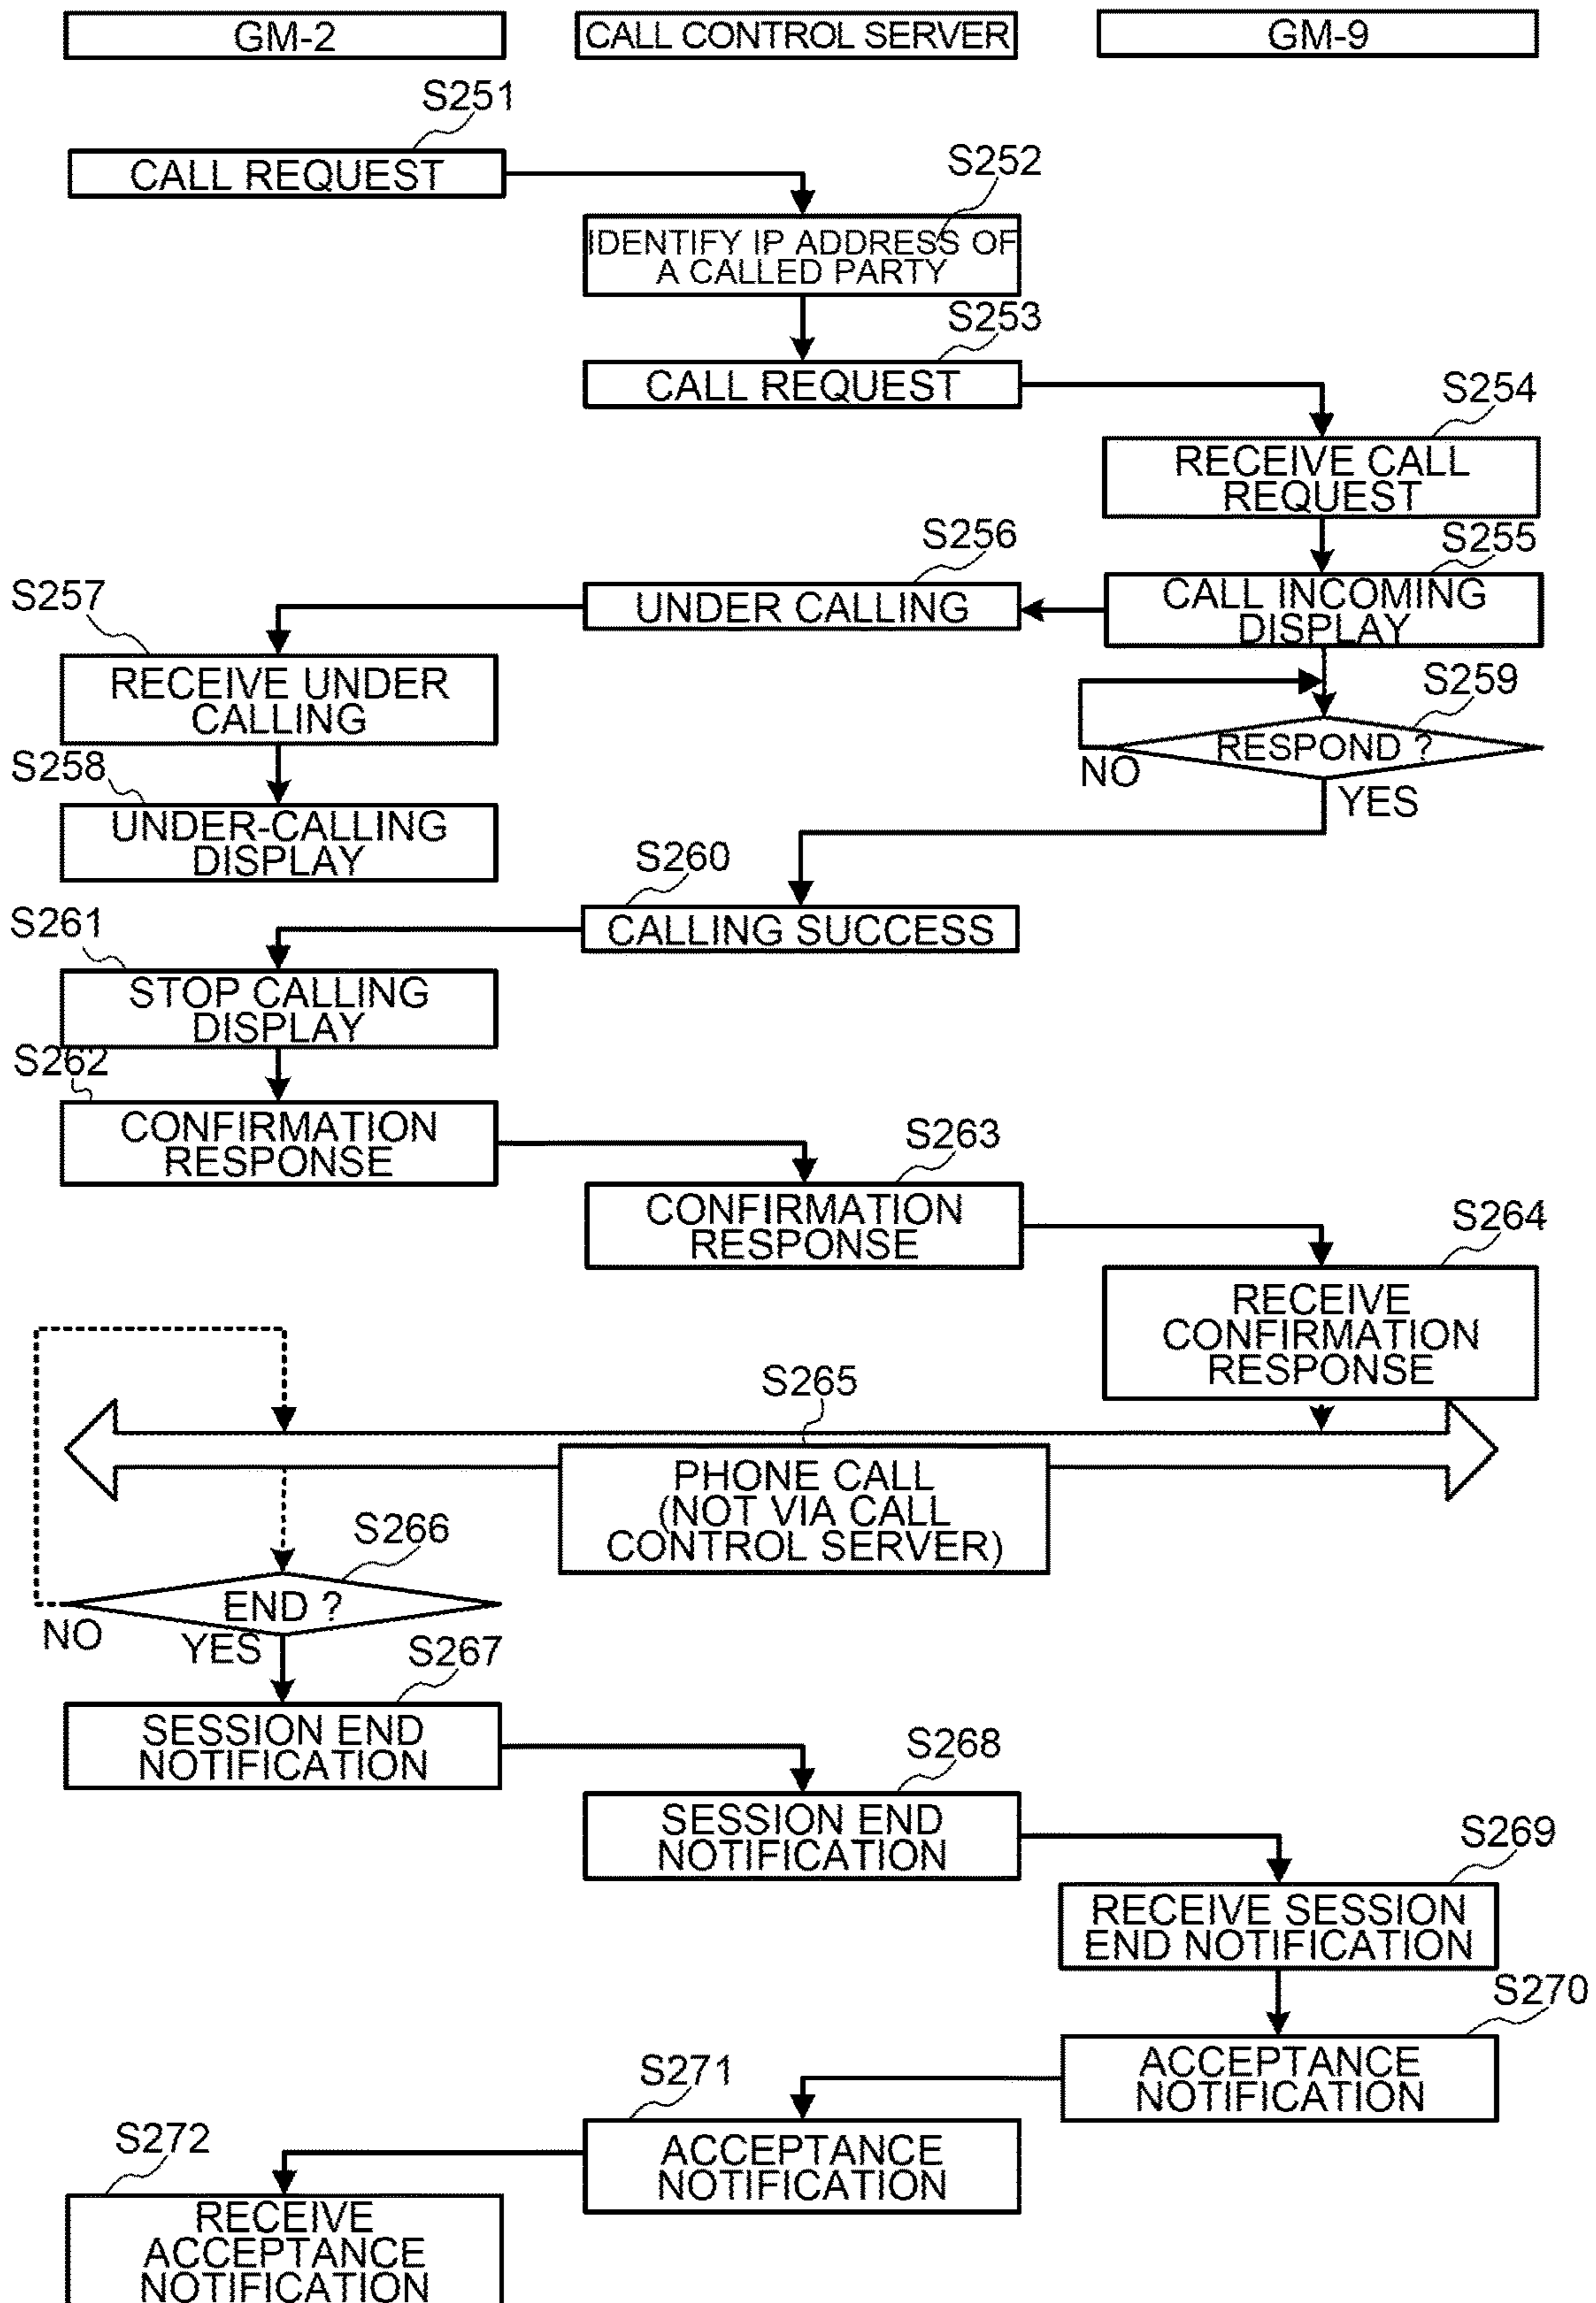 GM-2
CALL CONTROL SERVER
GM-9
S251
CALL REQUEST
S252
IDENTIFY IP ADDRESS OF
A CALLED PARTY
S253
CALL REQUEST
S254
RECEIVE CALL
REQUEST
S255
CALL INCOMING
DISPLAY
S256
UNDER CALLING
S257
RECEIVE UNDER
CALLING
S258
UNDER-CALLING
DISPLAY
S259
RESPOND ?
NO
YES
S260
CALLING SUCCESS
S261
STOP CALLING
DISPLAY
S262
CONFIRMATION
RESPONSE
S263
CONFIRMATION
RESPONSE
S264
RECEIVE
CONFIRMATION
RESPONSE
S265
PHONE CALL
(NOT VIA CALL
CONTROL SERVER)
S266
END ?
NO
YES
S267
SESSION END
NOTIFICATION
S268
SESSION END
NOTIFICATION
S269
RECEIVE SESSION
END NOTIFICATION
S270
ACCEPTANCE
NOTIFICATION
S271
ACCEPTANCE
NOTIFICATION
S272
RECEIVE
ACCEPTANCE
NOTIFICATION